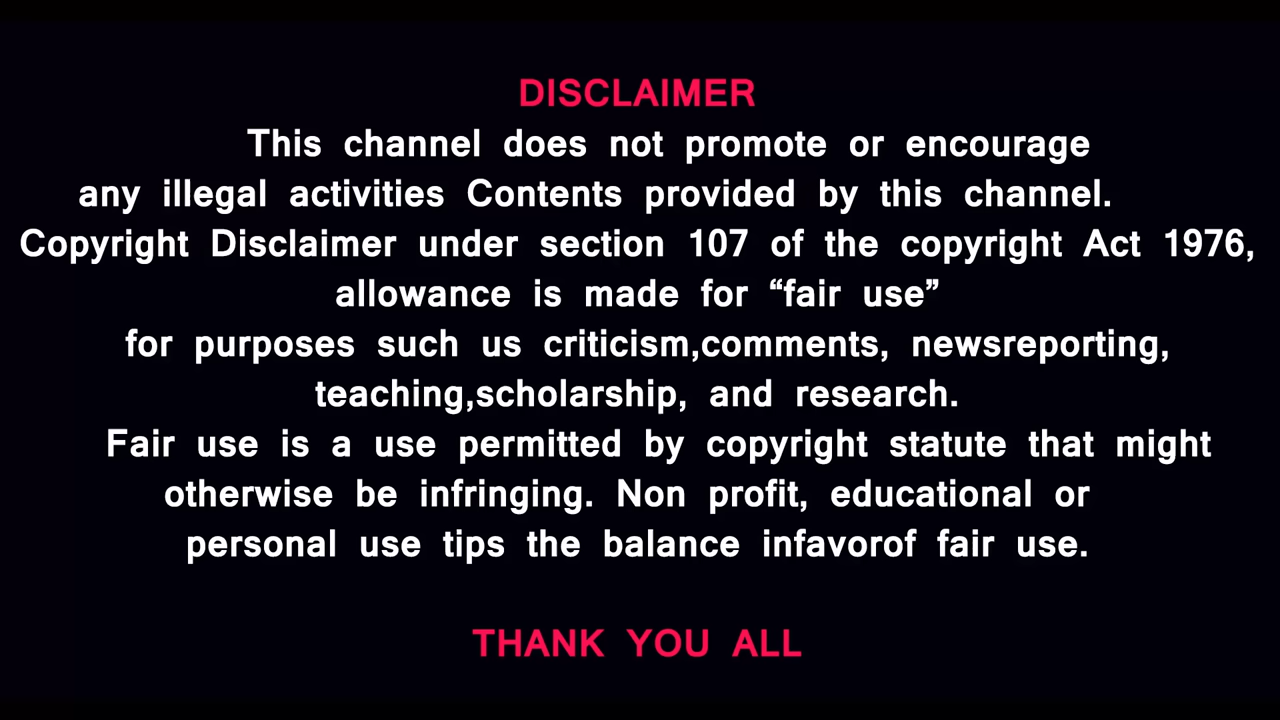 DISCLAIMER
This channel does not promote or encourage
any illegal activities Contents provided by this channel.
Copyright Disclaimer under section 107 of the copyright Act 1976,
allowance is made for “fair use”
for purposes such us criticism,comments, newsreporting,
teaching,scholarship, and research.
Fair use is a use permitted by copyright statute that might
otherwise be infringing. Non profit, educational or
personal use tips the balance infavorof fair use.
THANK YOU ALL